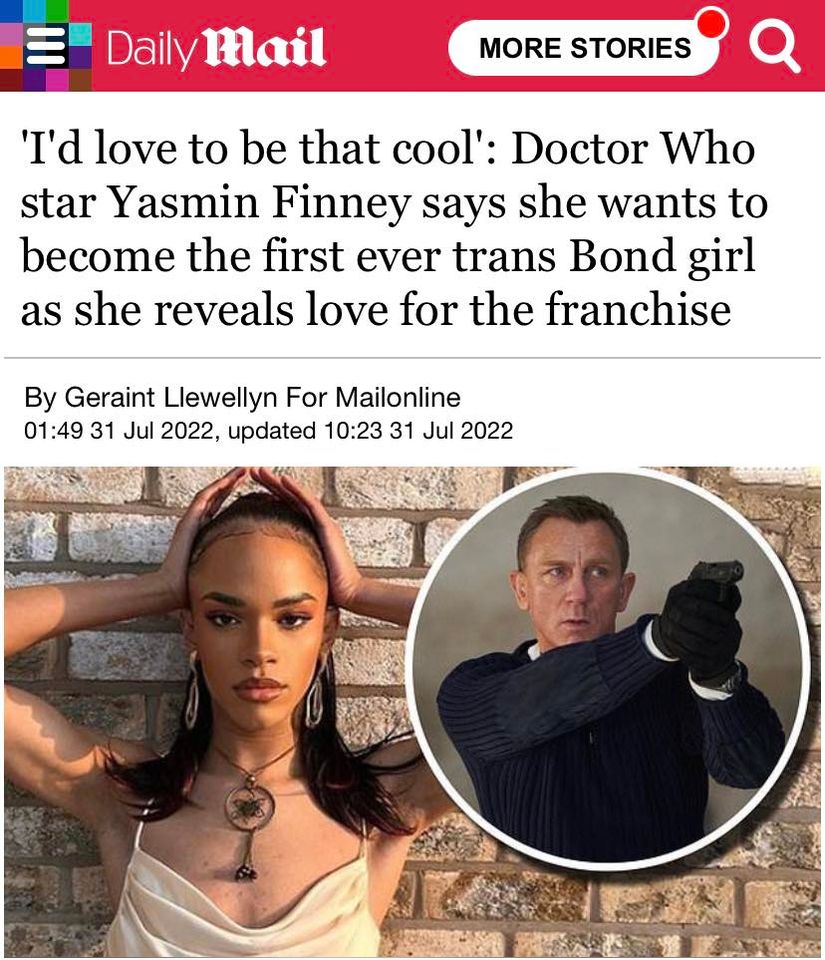 Daily Mail
MORE STORIES
'I'd love to be that cool': Doctor Who
star Yasmin Finney says she wants to
become the first ever trans Bond girl
as she reveals love for the franchise
By Geraint Llewellyn For Mailonline
01:49 31 Jul 2022, updated 10:23 31 Jul 2022